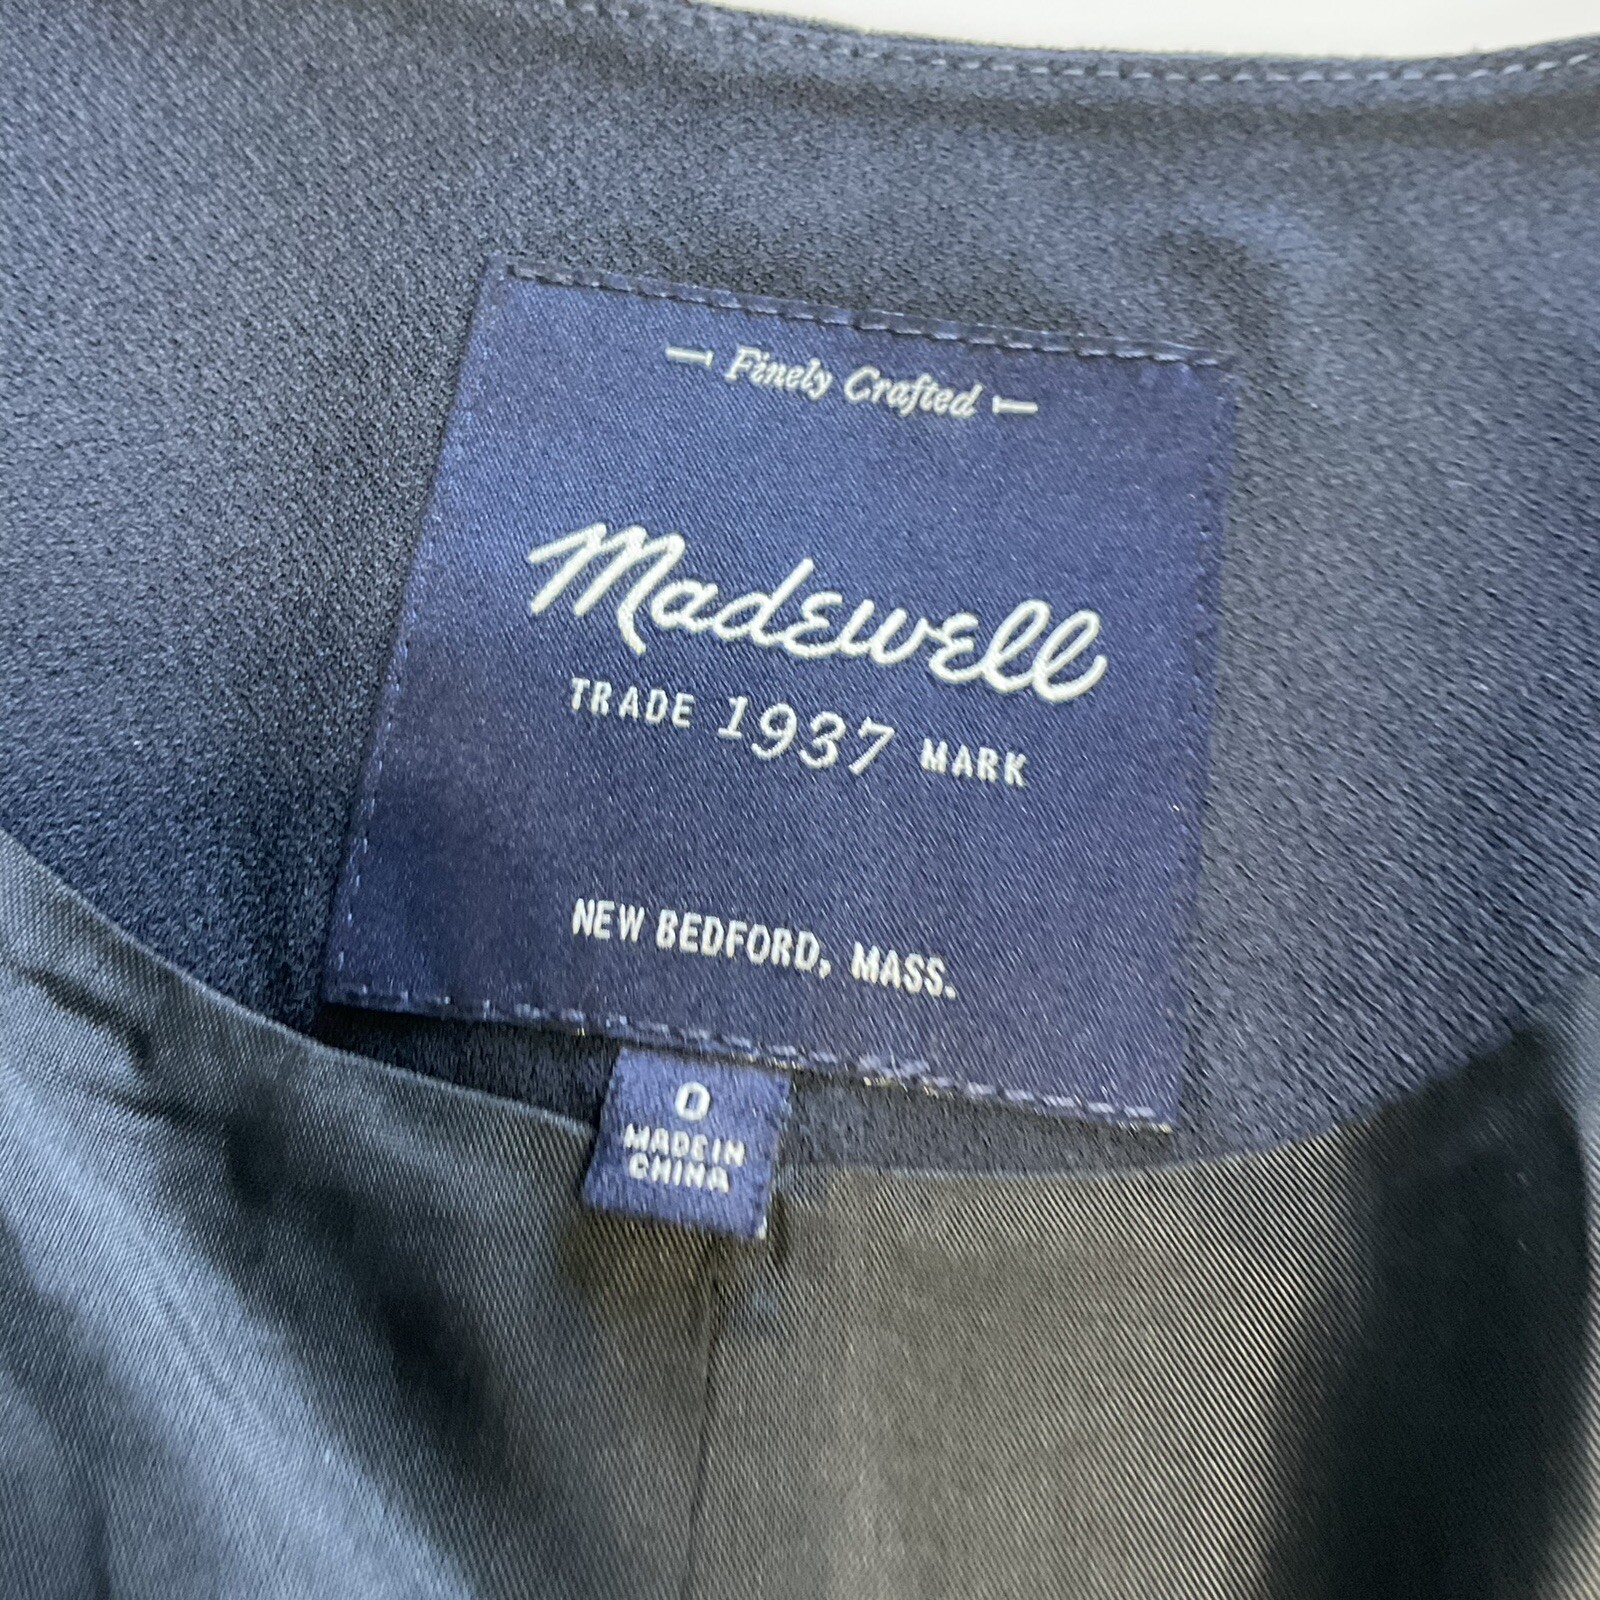 Finely Crafted
Madewell
TRADE 1937 MARK
NEW BEDFORD, MASS.
0
MADE IN
CHINA